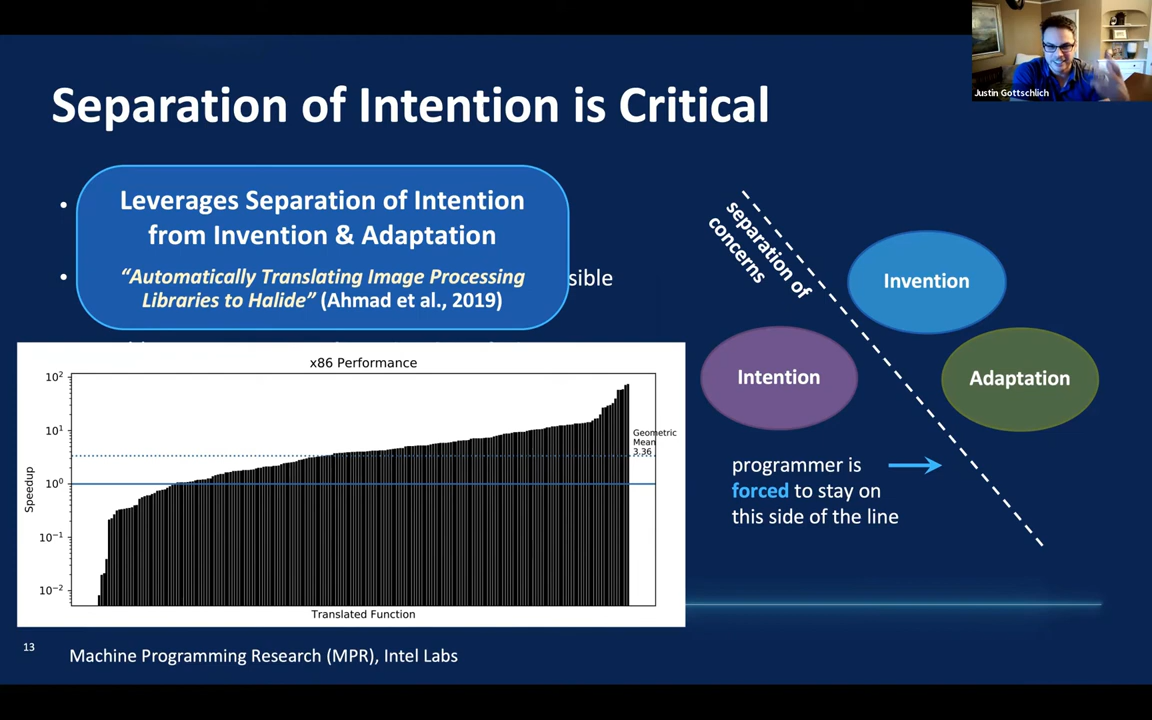 Justin Gottschlich
Separation of Intention is Critical
Leverages Separation of Intention
from Invention & Adaptation
“Automatically Translating Image Processing
Libraries to Halide” (Ahmad et al., 2019)
sible
x86 Performance
10²
10¹
10⁰
10⁻¹
10⁻²
Speedup
Geometric
Mean
3.36
Translated Function
separation of
concerns
Invention
Intention
Adaptation
programmer is
forced to stay on
this side of the line
13
Machine Programming Research (MPR), Intel Labs